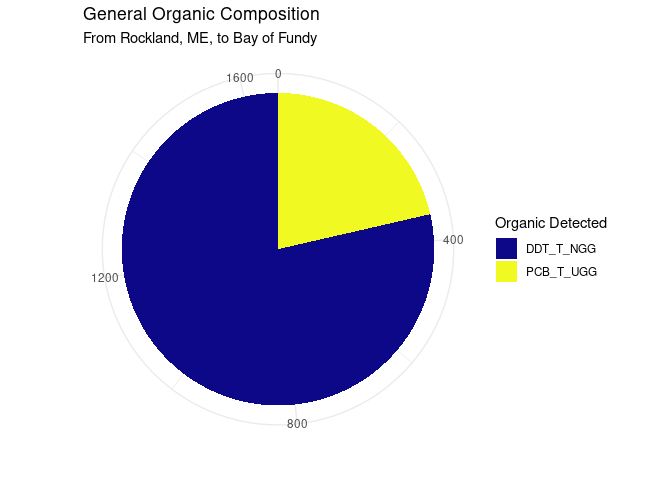 General Organic Composition
From Rockland, ME, to Bay of Fundy
0
1600
400
1200
800
Organic Detected
DDT_T_NGG
PCB_T_UGG